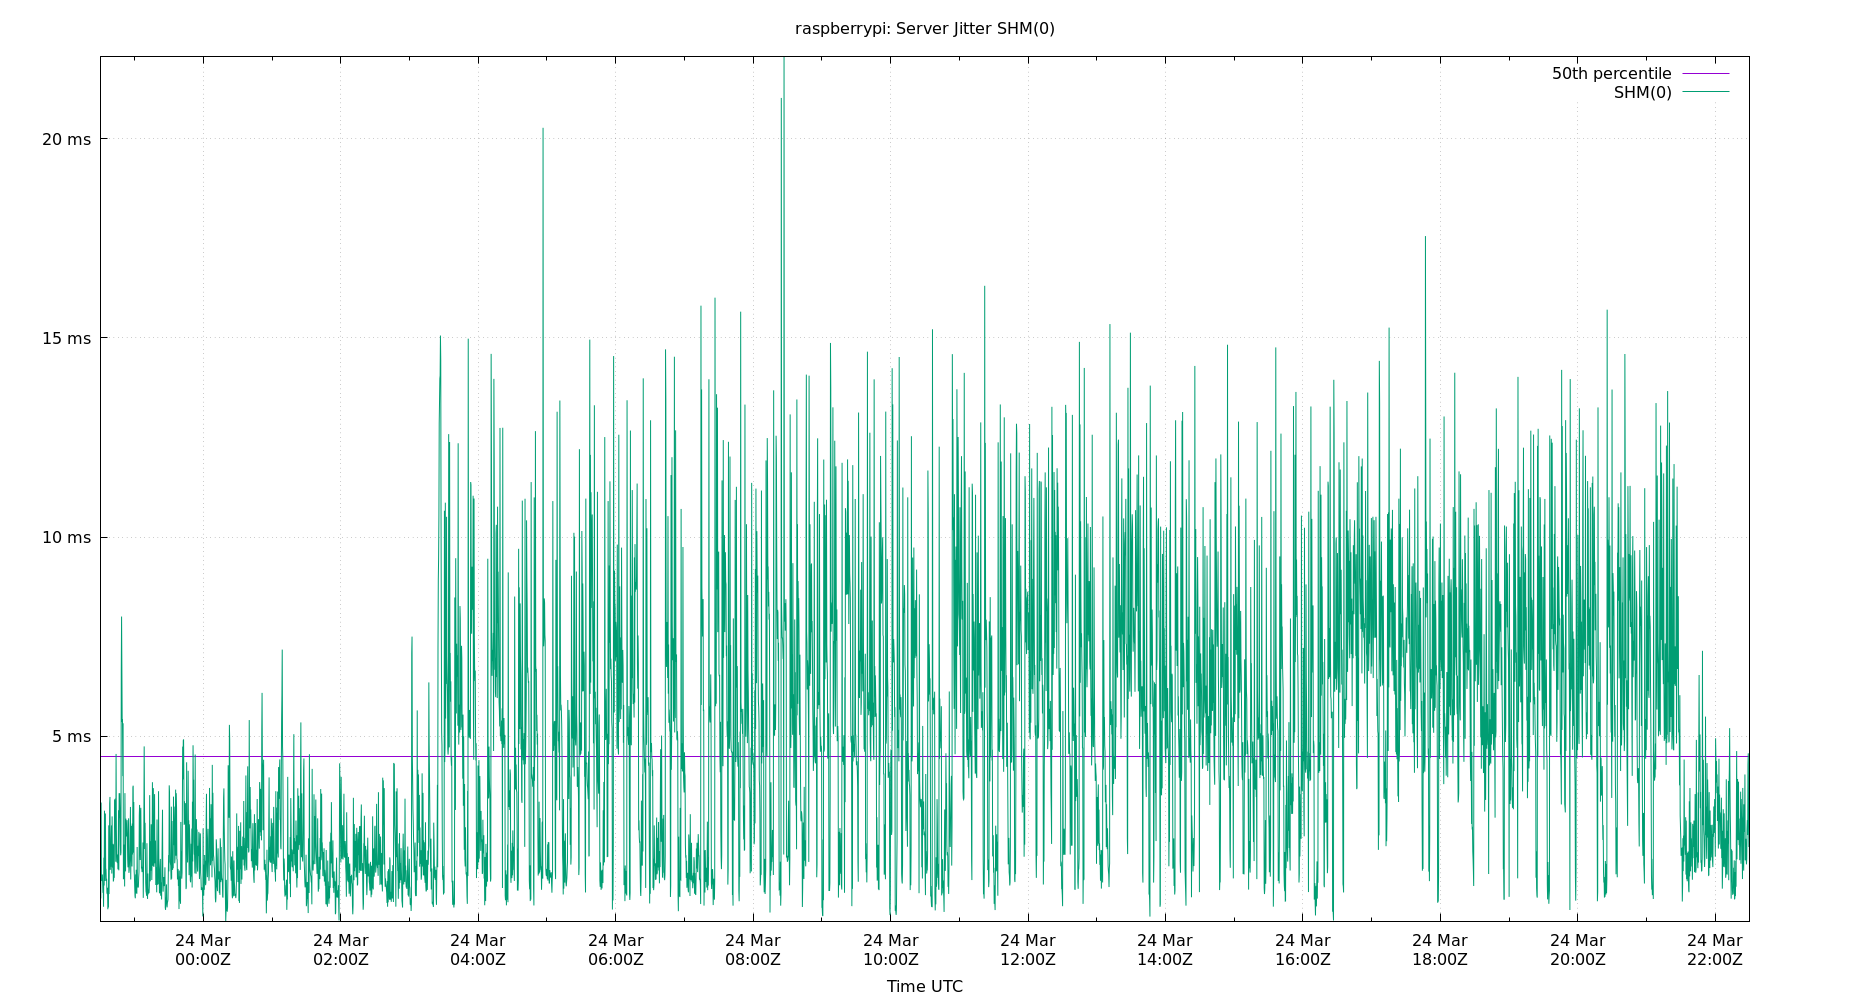 raspberrypi: Server Jitter SHM(0)
50th percentile
SHM(0)
20 ms
15 ms
10 ms
5 ms
24 Mar 24 Mar 24 Mar 24 Mar 24 Mar 24 Mar 24 Mar 24 Mar 24 Mar 24 Mar 24 Mar 24 Mar
00:00Z 02:00Z 04:00Z 06:00Z 08:00Z 10:00Z 12:00Z 14:00Z 16:00Z 18:00Z 20:00Z 22:00Z
Time UTC